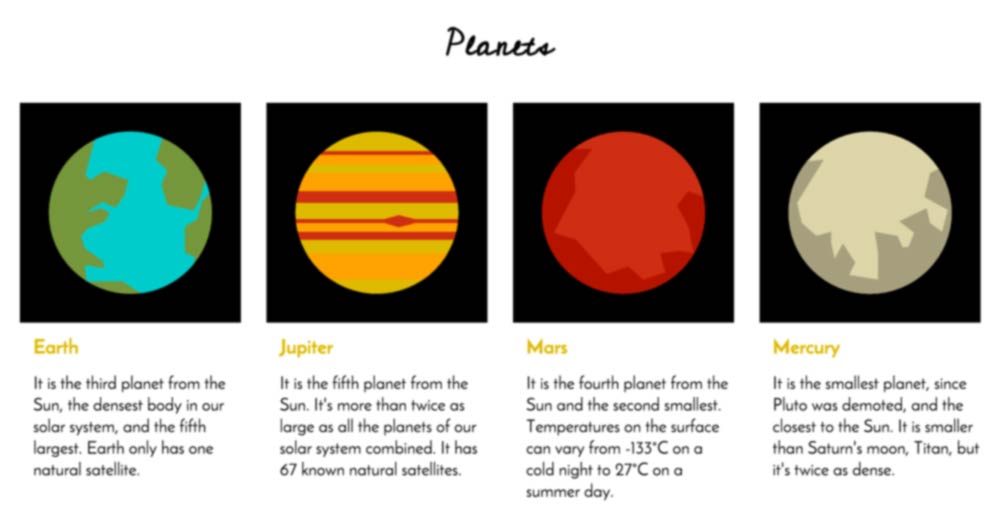 Planets
Earth
It is the third planet from the
Sun, the densest body in our
solar system, and the fifth
largest. Earth only has one
natural satellite.
Jupiter
It is the fifth planet from the
Sun. It's more than twice as
large as all the planets of our
solar system combined. It has
67 known natural satellites.
Mars
It is the fourth planet from the
Sun and the second smallest.
Temperatures on the surface
can vary from -133°C on a
cold night to 27°C on a
summer day.
Mercury
It is the smallest planet, since
Pluto was demoted, and the
closest to the Sun. It is smaller
than Saturn's moon, Titan, but
it's twice as dense.